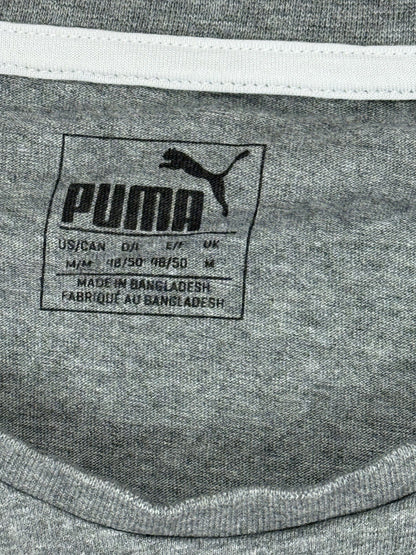 PUMA
US/CAN D/I E/F UK
M/M 48/50 48/50 M
MADE IN BANGLADESH
FABRIQUÉ AU BANGLADESH